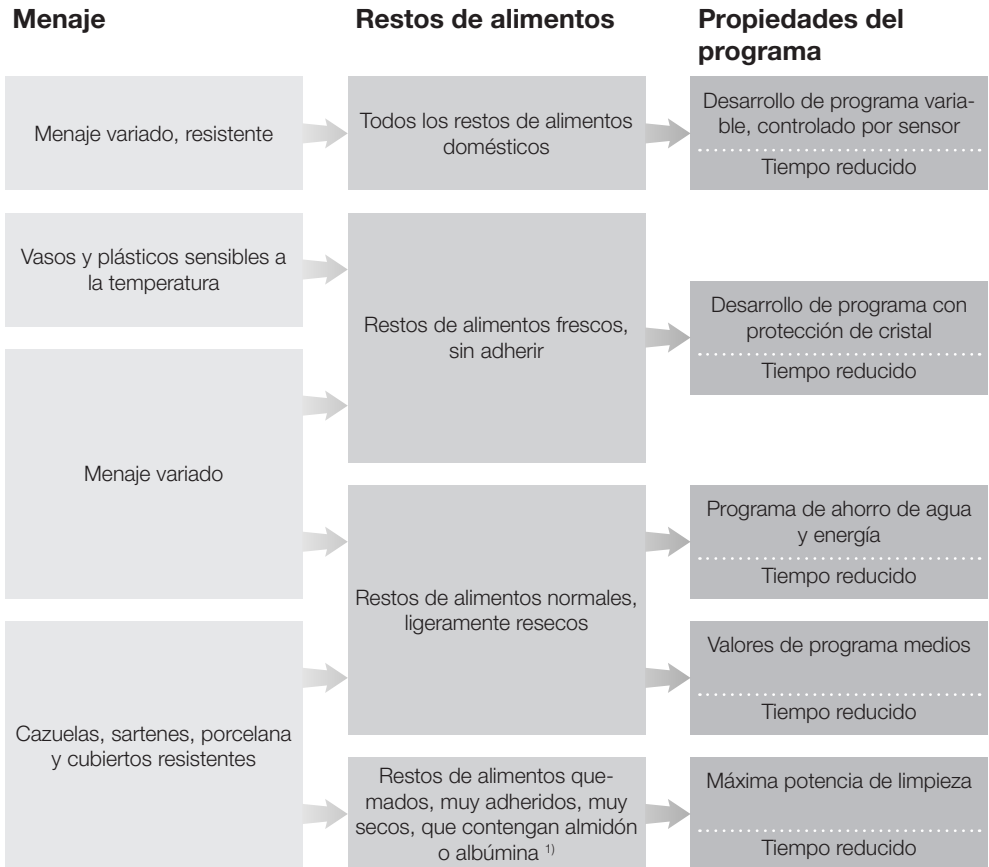 Menaje
Restos de alimentos
Propiedades del
programa
Menaje variado, resistente
Todos los restos de alimentos
domésticos
Desarrollo de programa varia-
ble, controlado por sensor
Tiempo reducido
Vasos y plásticos sensibles a
la temperatura
Restos de alimentos frescos,
sin adherir
Desarrollo de programa con
protección de cristal
Tiempo reducido
Menaje variado
Restos de alimentos normales,
ligeramente resecos
Programa de ahorro de agua
y energía
Tiempo reducido
Valores de programa medios
Tiempo reducido
Cazuelas, sartenes, porcelana
y cubiertos resistentes
Restos de alimentos que-
mados, muy adheridos, muy
secos, que contengan almidón
o albúmina 1)
Máxima potencia de limpieza
Tiempo reducido